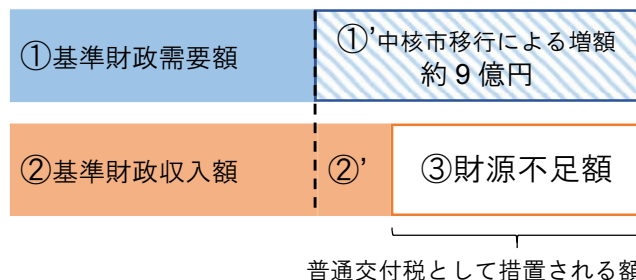 ①基準財政需要額
①’中核市移行による増額
約9億円
②基準財政収入額
②’
③財源不足額
普通交付税として措置される額